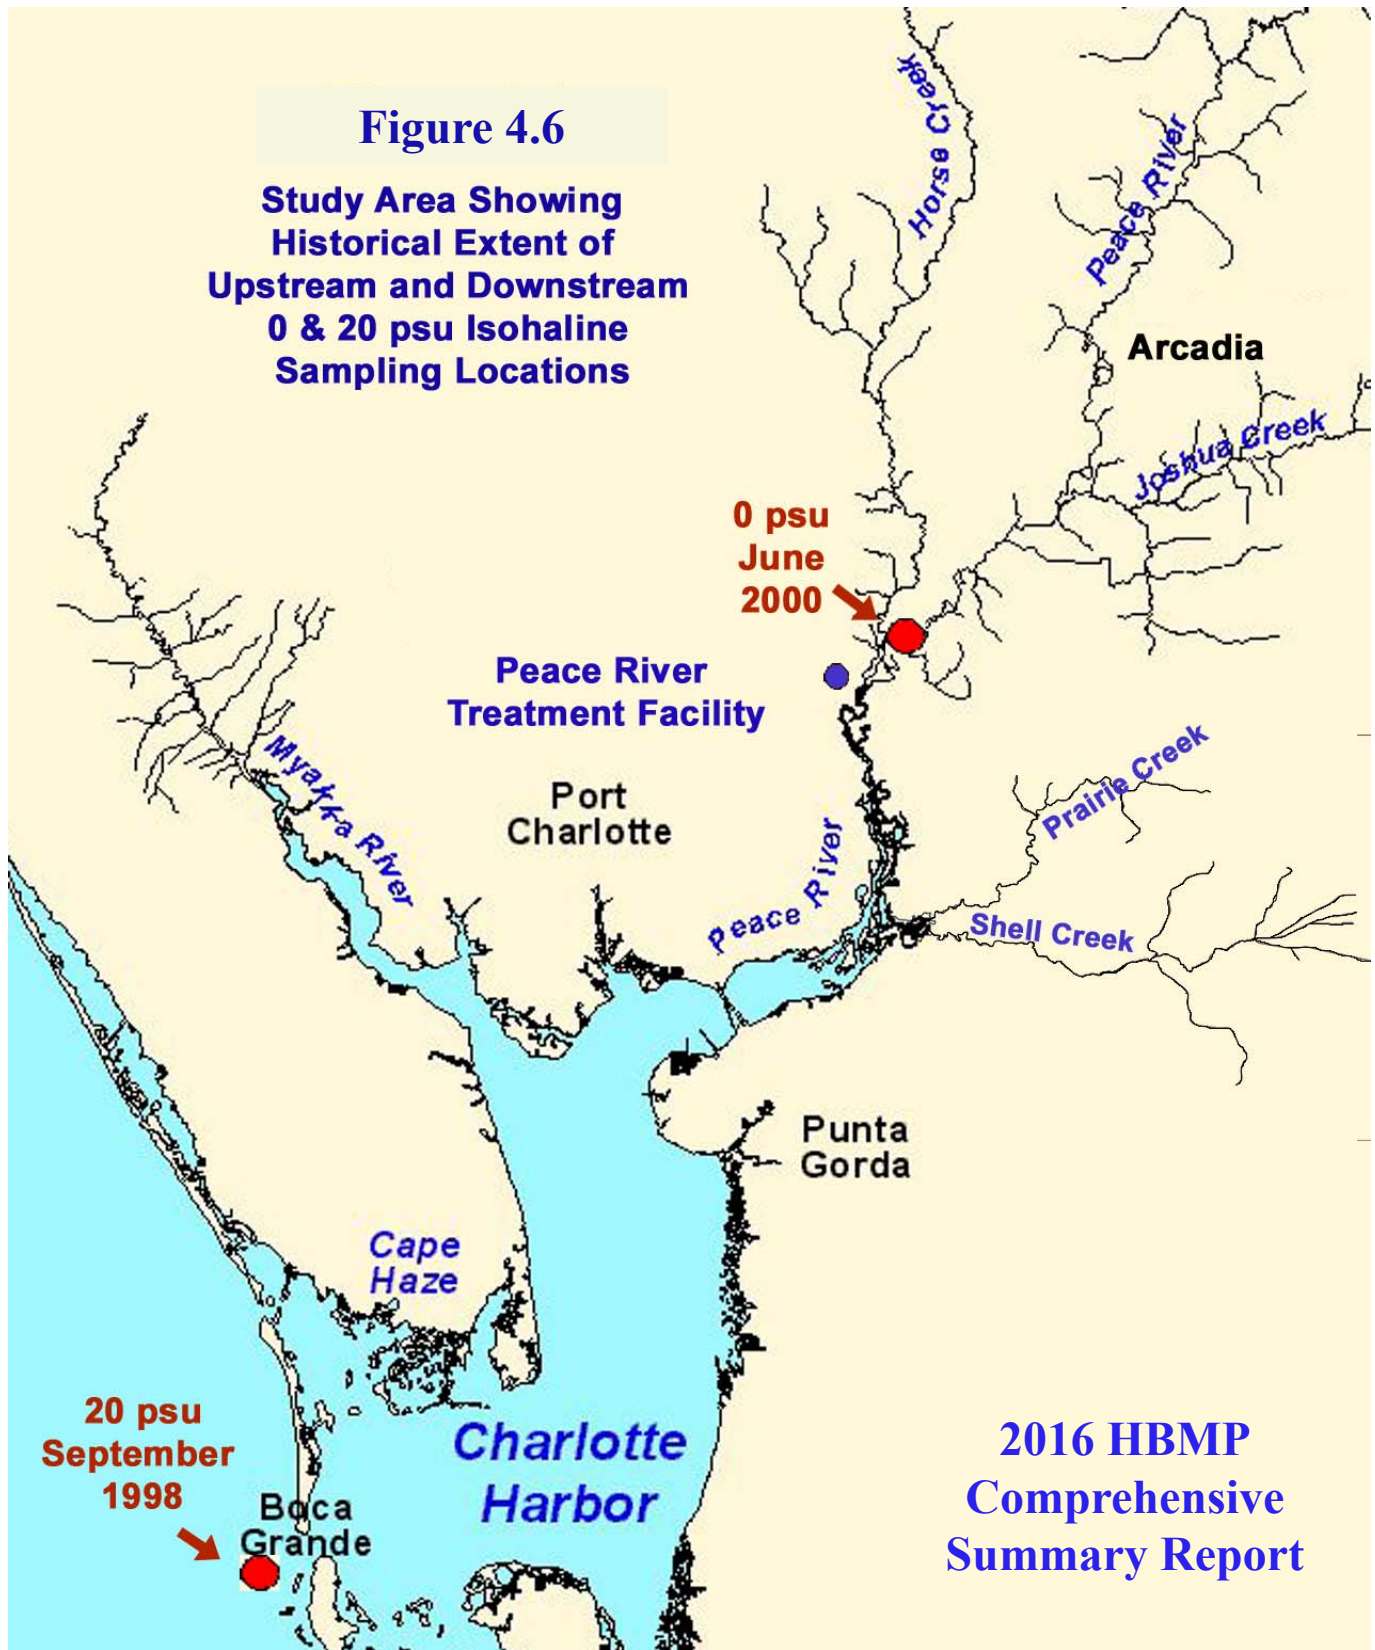 Figure 4.6
Study Area Showing
Historical Extent of
Upstream and Downstream
0 & 20 psu Isohaline
Sampling Locations
Horse Creek
Peace River
Arcadia
Joshua Creek
0 psu
June
2000
Peace River
Treatment Facility
Myakka River
Port
Charlotte
Peace River
Prairie Creek
Shell Creek
Punta
Gorda
Cape
Haze
20 psu
September
1998
Boca
Grande
Charlotte
Harbor
2016 HBMP
Comprehensive
Summary Report